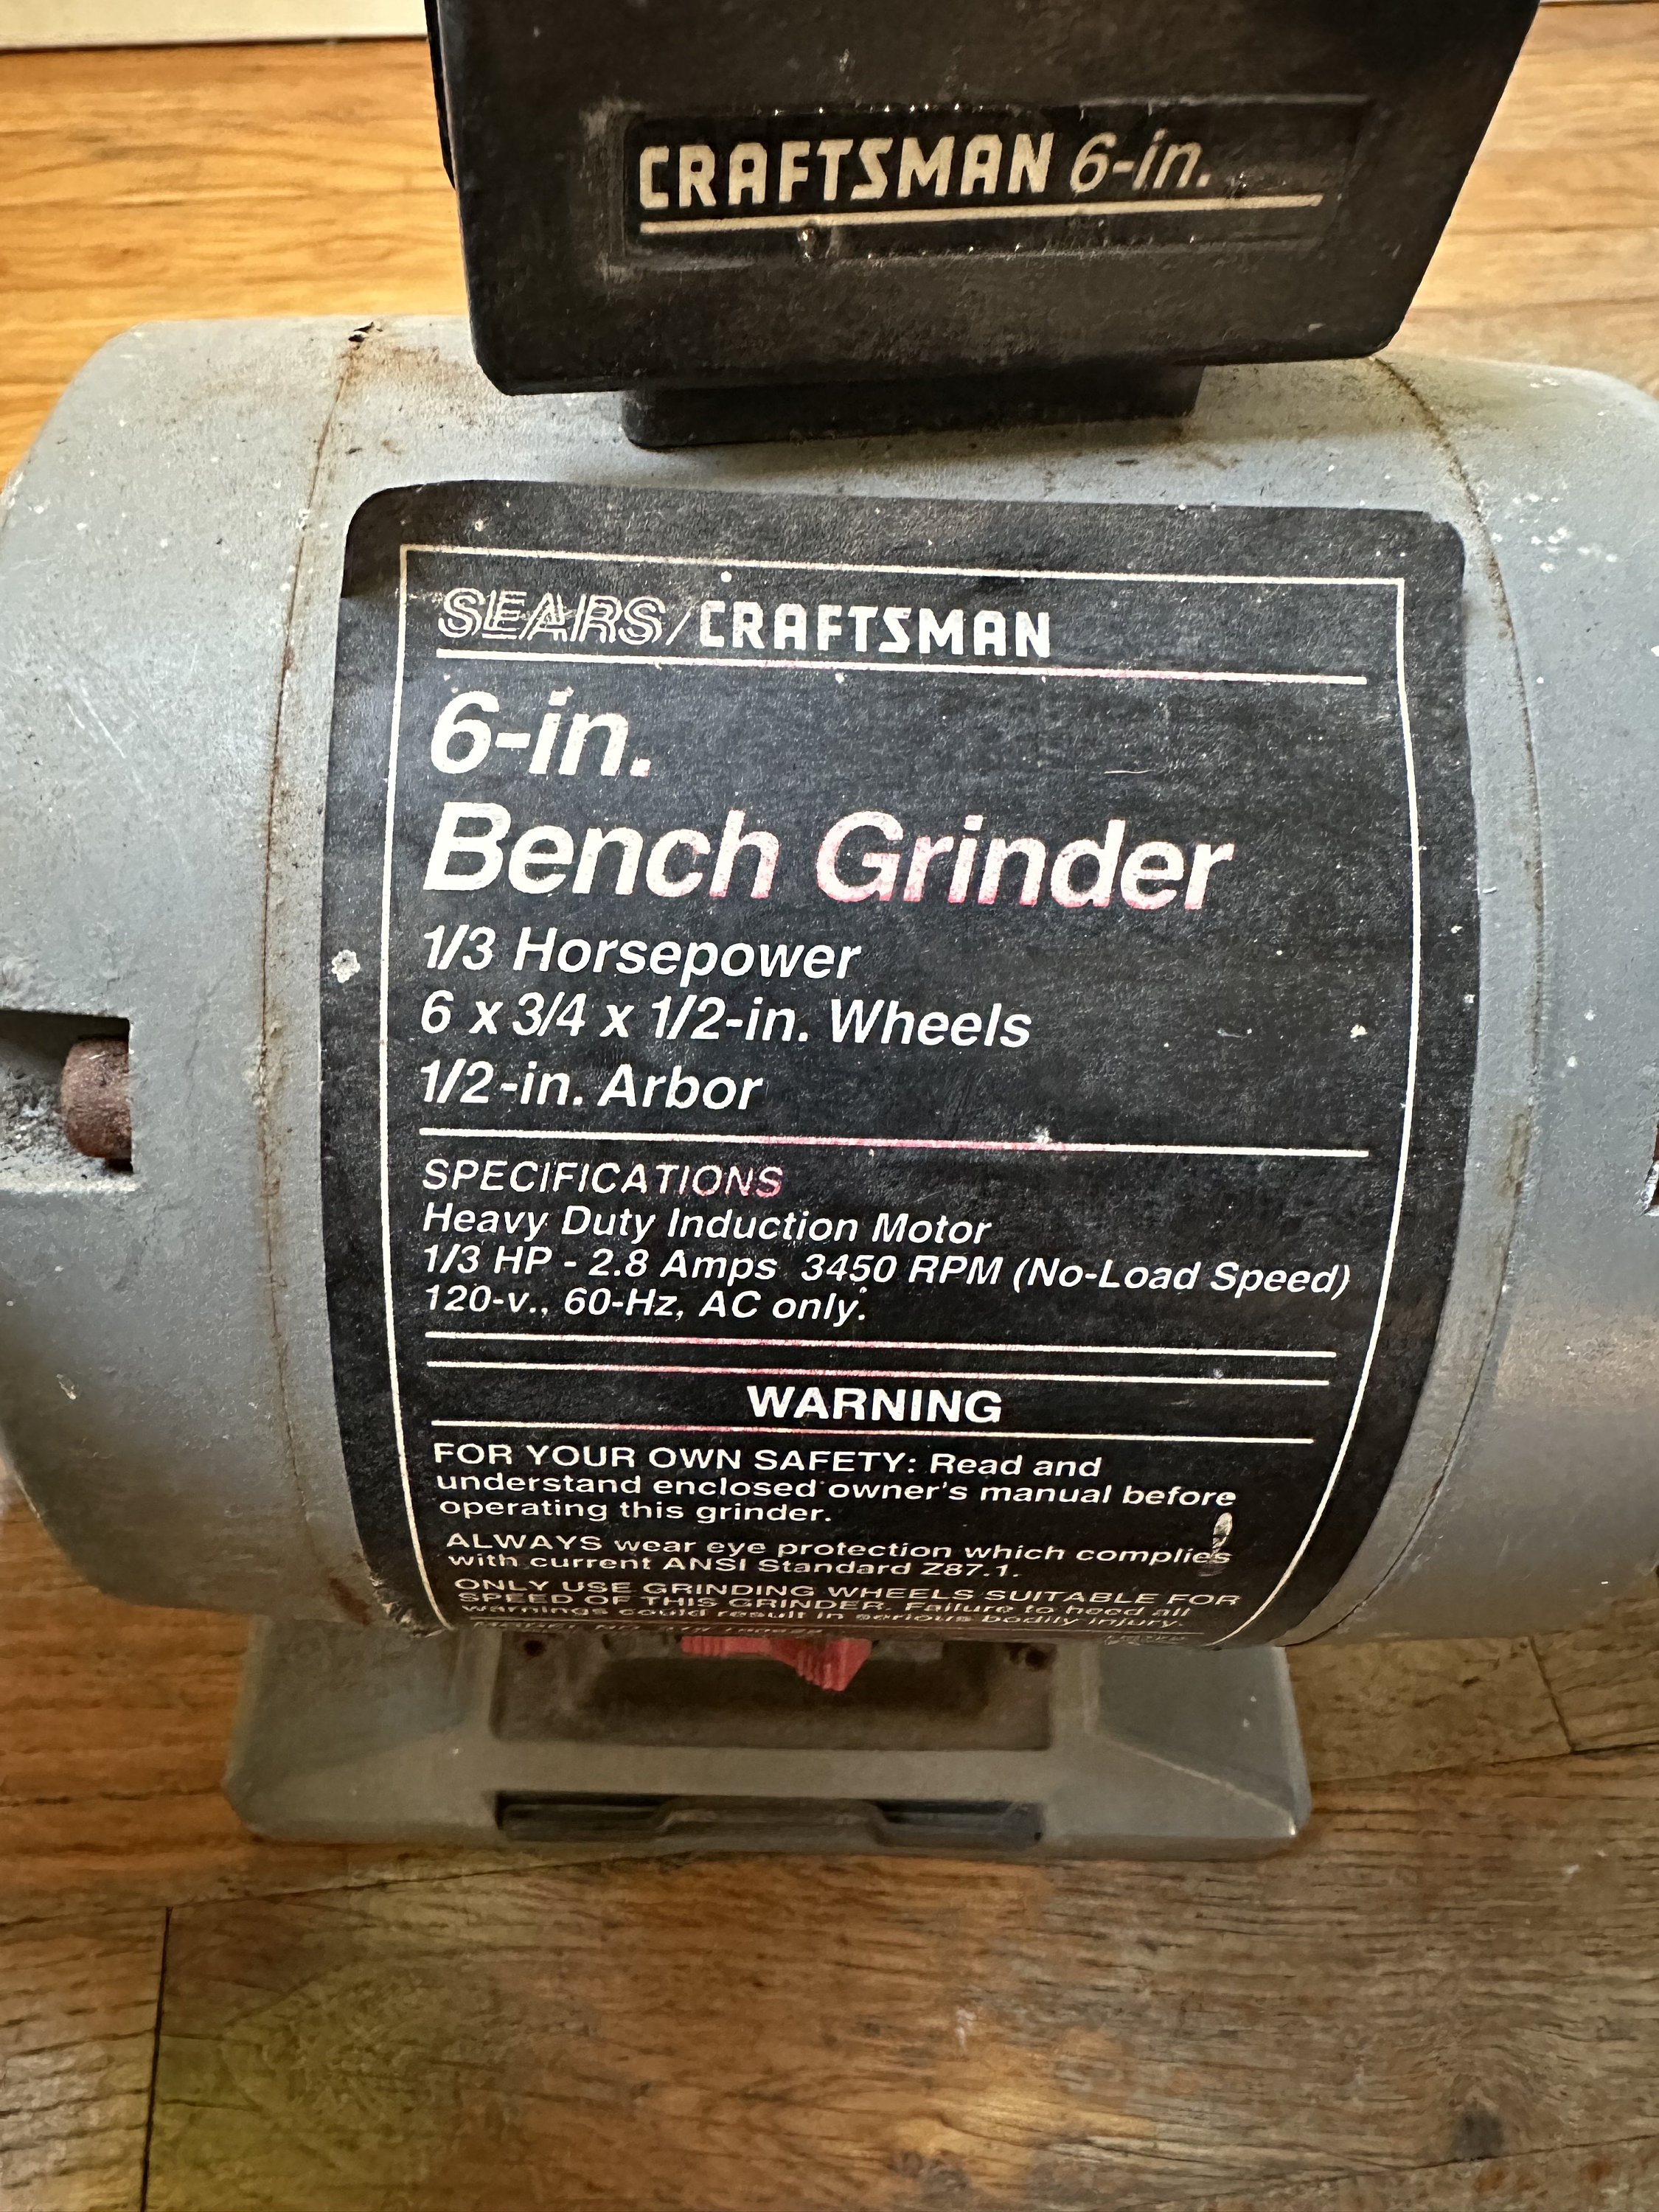 CRAFTSMAN 6-in.
SEARS/CRAFTSMAN
6-in.
Bench Grinder
1/3 Horsepower
6 x 3/4 x 1/2-in. Wheels
1/2-in. Arbor
SPECIFICATIONS
Heavy Duty Induction Motor
1/3 HP - 2.8 Amps 3450 RPM (No-Load Speed)
120-v., 60-Hz, AC only.
WARNING
FOR YOUR OWN SAFETY: Read and
understand enclosed owner's manual before
operating this grinder.
ALWAYS wear eye protection which complies
with current ANSI Standard Z87.1.
ONLY USE GRINDING WHEELS SUITABLE FOR
SPEED OF THIS GRINDER. Failure to heed all
warnings could result in serious bodily injury.
MODEL NO.